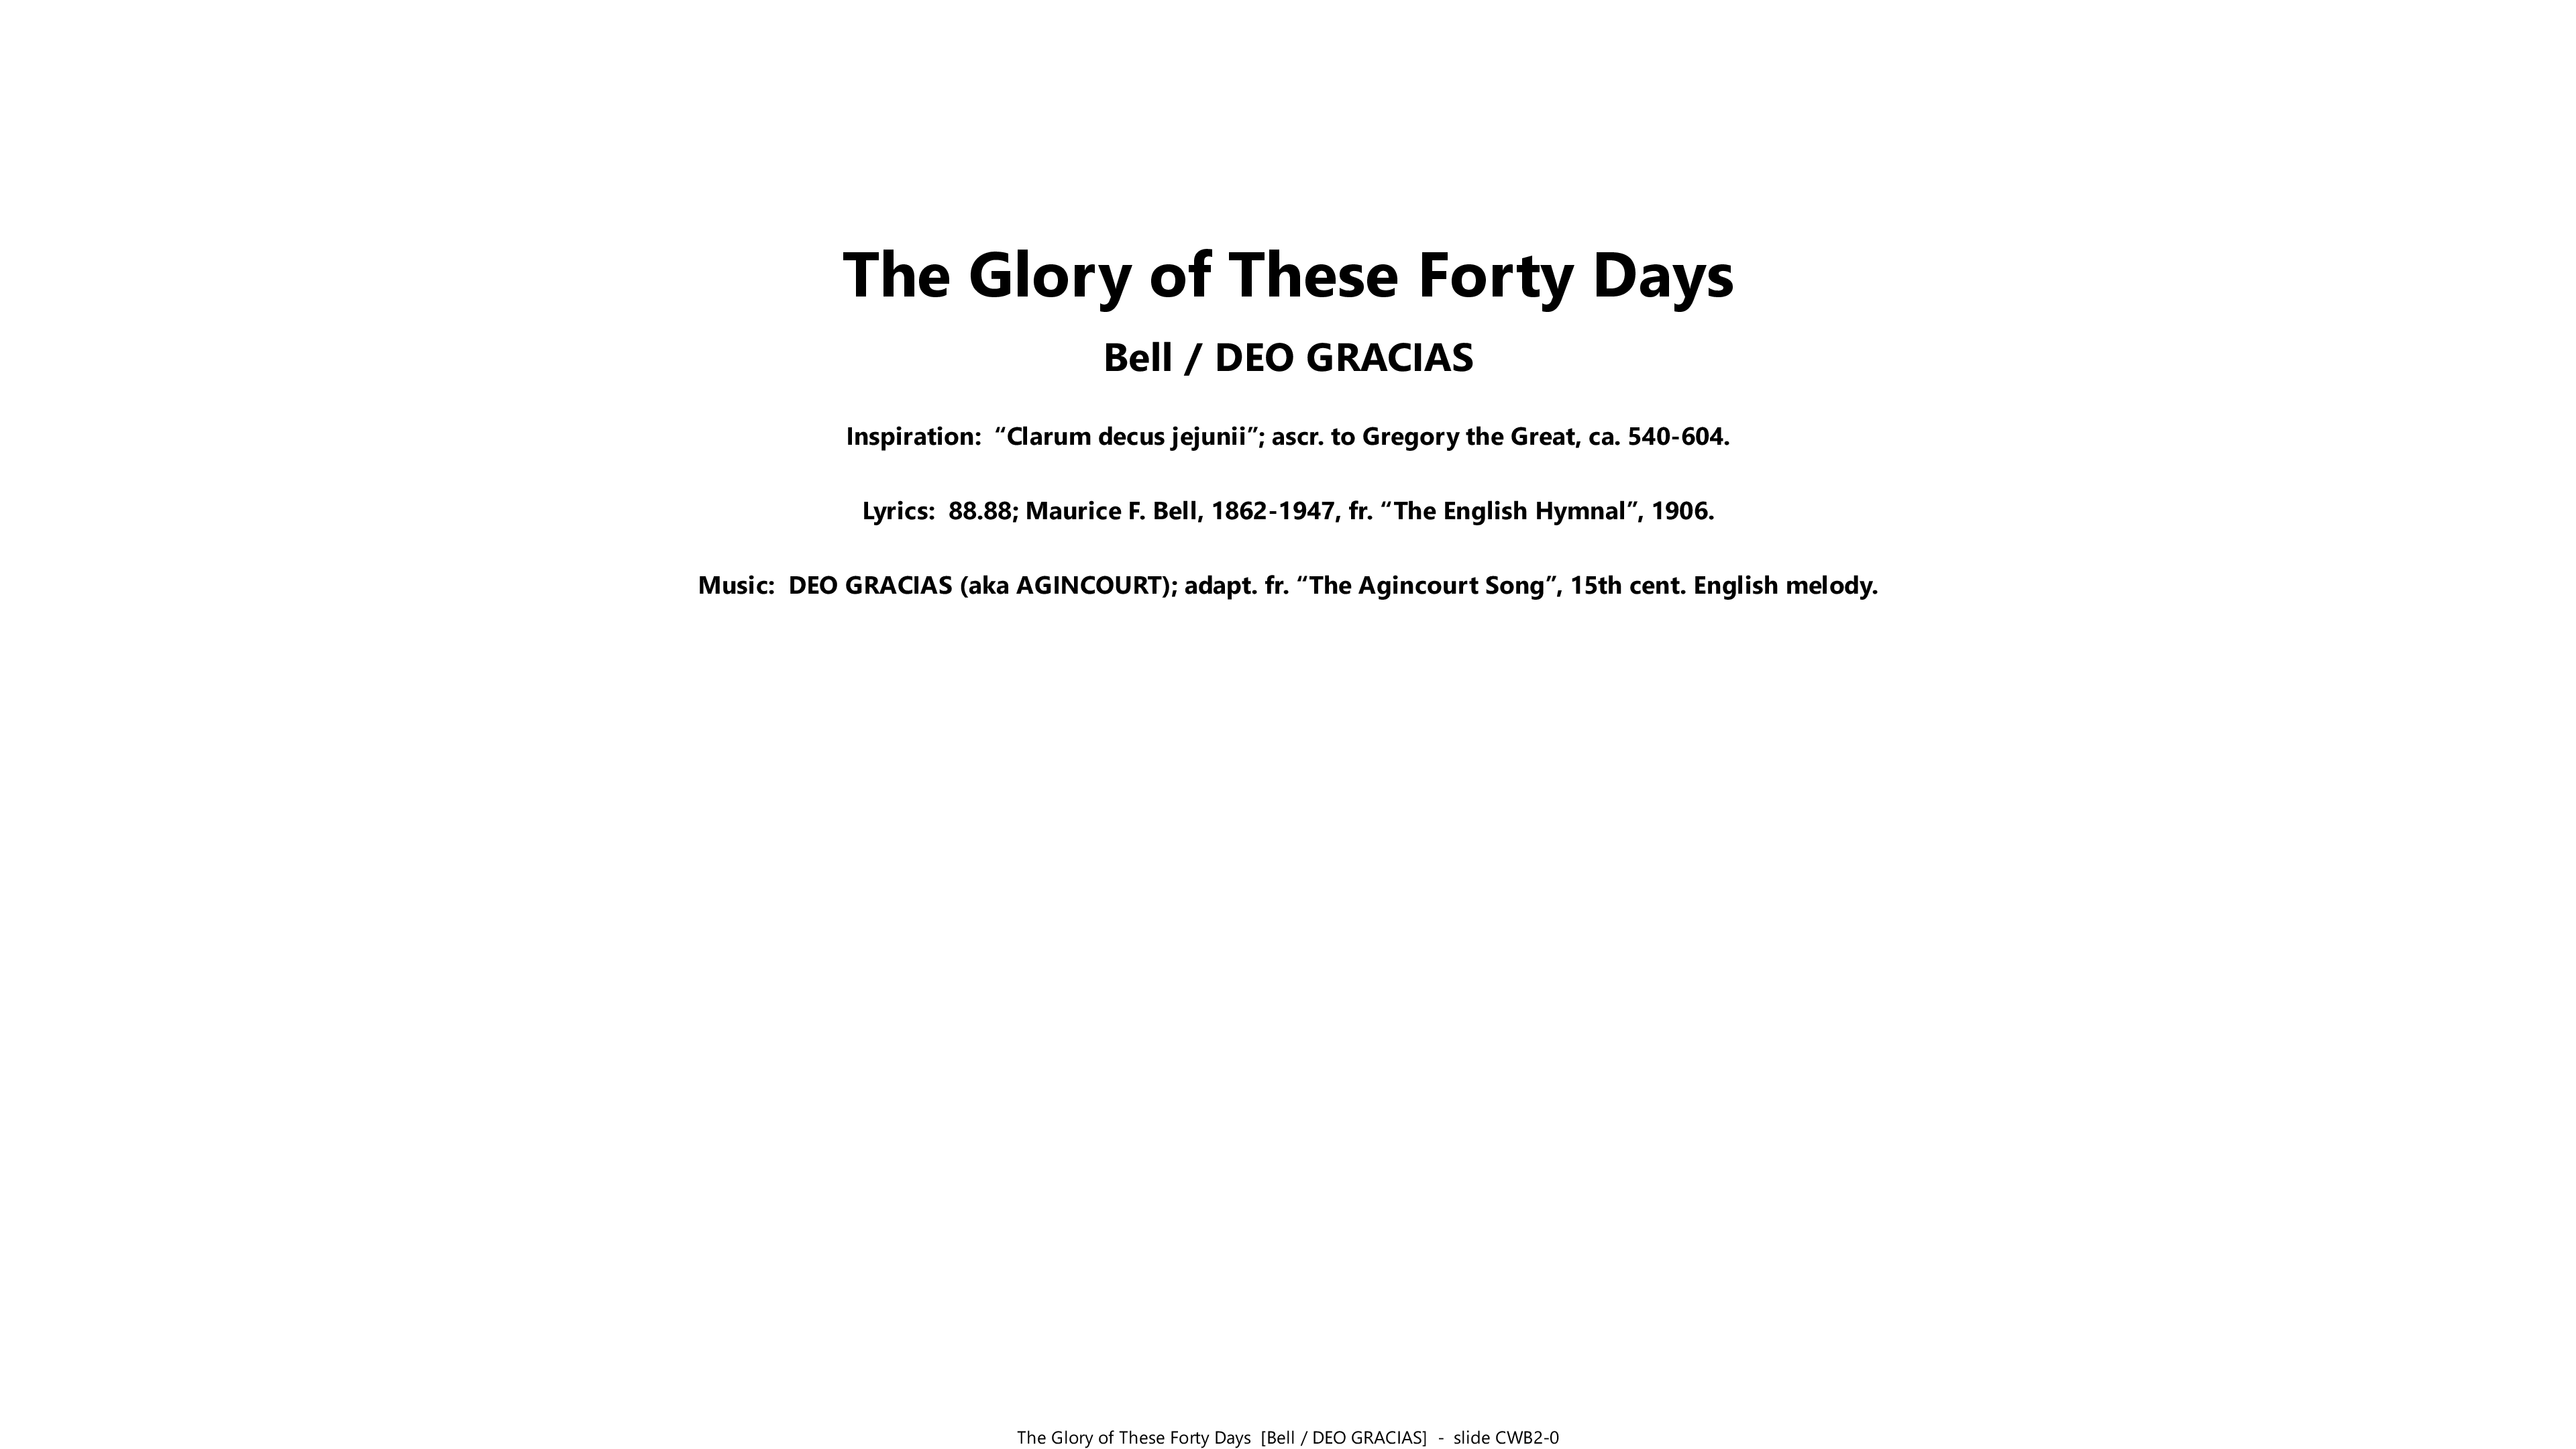 The Glory of These Forty Days
Bell / DEO GRACIAS
Inspiration:  “Clarum decus jejunii”; ascr. to Gregory the Great, ca. 540-604.
Lyrics:  88.88; Maurice F. Bell, 1862-1947, fr. “The English Hymnal”, 1906.
Music:  DEO GRACIAS (aka AGINCOURT); adapt. fr. “The Agincourt Song”, 15th cent. English melody.
The Glory of These Forty Days  [Bell / DEO GRACIAS]  -  slide CWB2-0